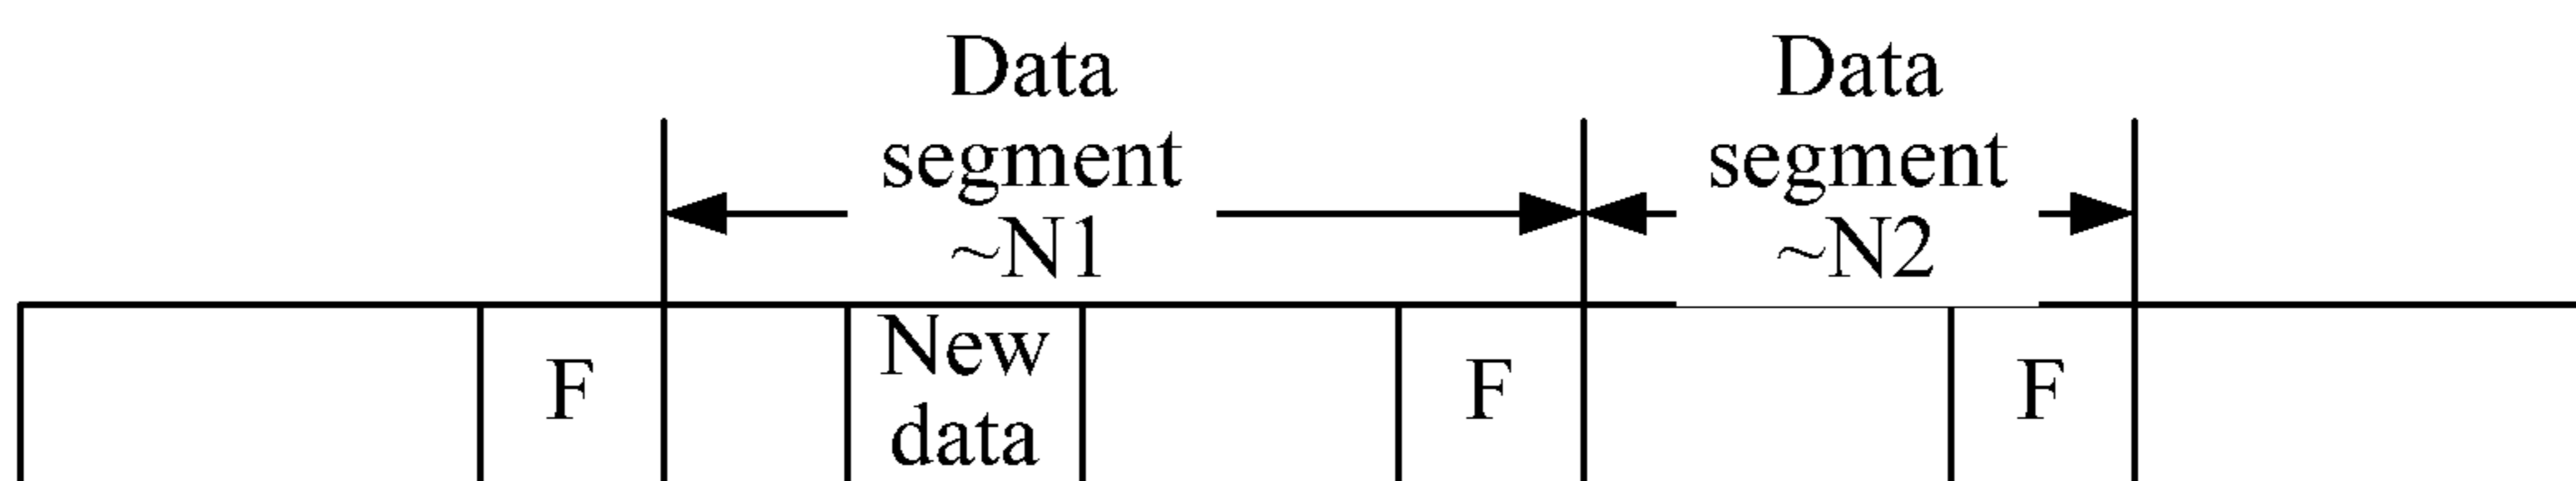 Data
segment
~N1
Data
segment
~N2
F
New
data
F
F